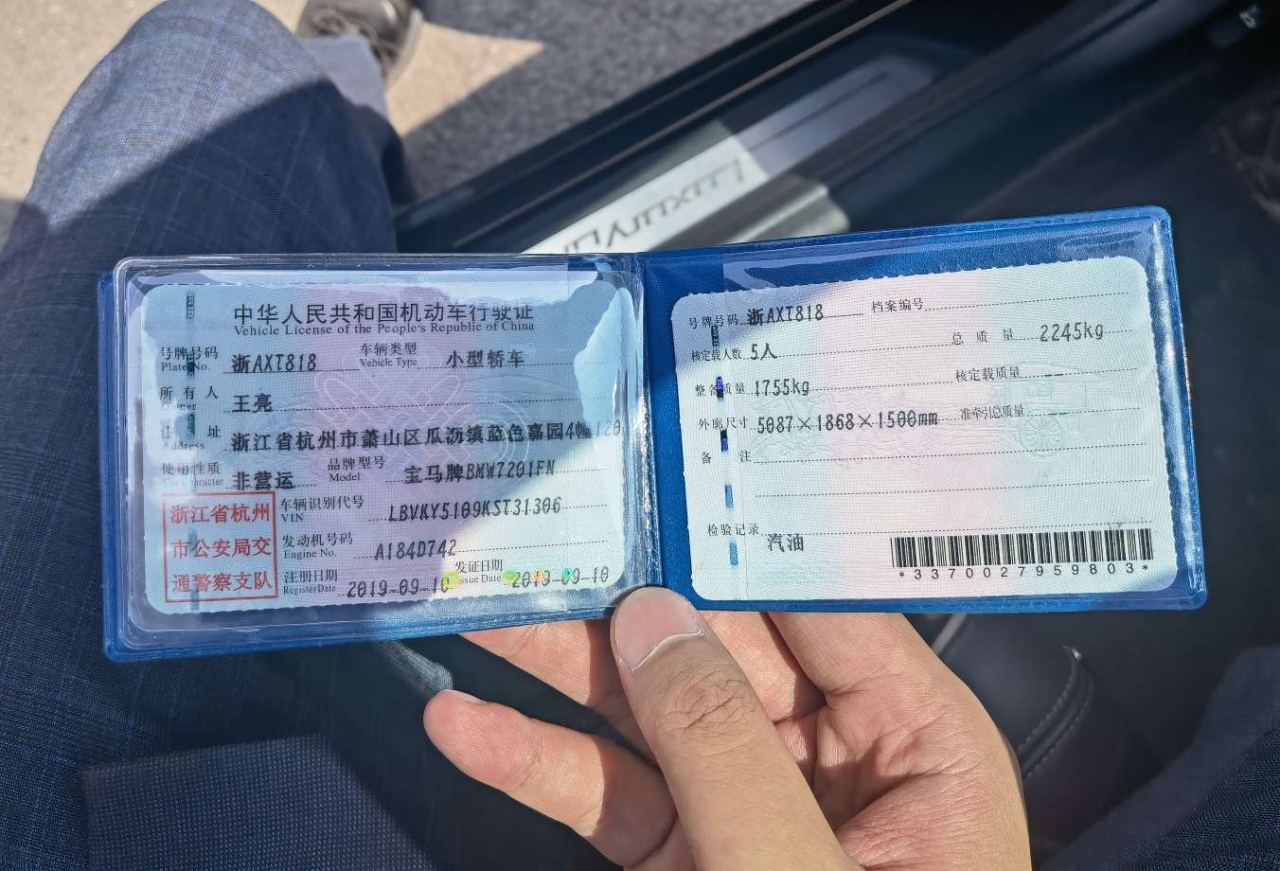 中华人民共和国机动车行驶证
Vehicle License of the People's Republic of China
号牌号码 浙AXT818 车辆类型 小型轿车
Plate No. Vehicle Type
所有人 王亮
Owner
住址 浙江省杭州市萧山区瓜沥镇蓝色嘉园4幢120
Address
使用性质 非营运 品牌型号 宝马牌BMW7201FN
Use Character Model
浙江省杭州
市公安局交
通警察支队
车辆识别代号 LBVKY5109KST31306
VIN
发动机号码 A184D742
Engine No.
注册日期 2019-09-10 发证日期 2019-09-10
Register Date Issue Date
号牌号码 浙AXT818 档案编号
核定载人数 5人 总质量 2245kg
整备质量 1755kg 核定载质量 --
外廓尺寸 5087×1868×1500mm 准牵引总质量 --
备注
检验记录 汽油
*3370027959803*